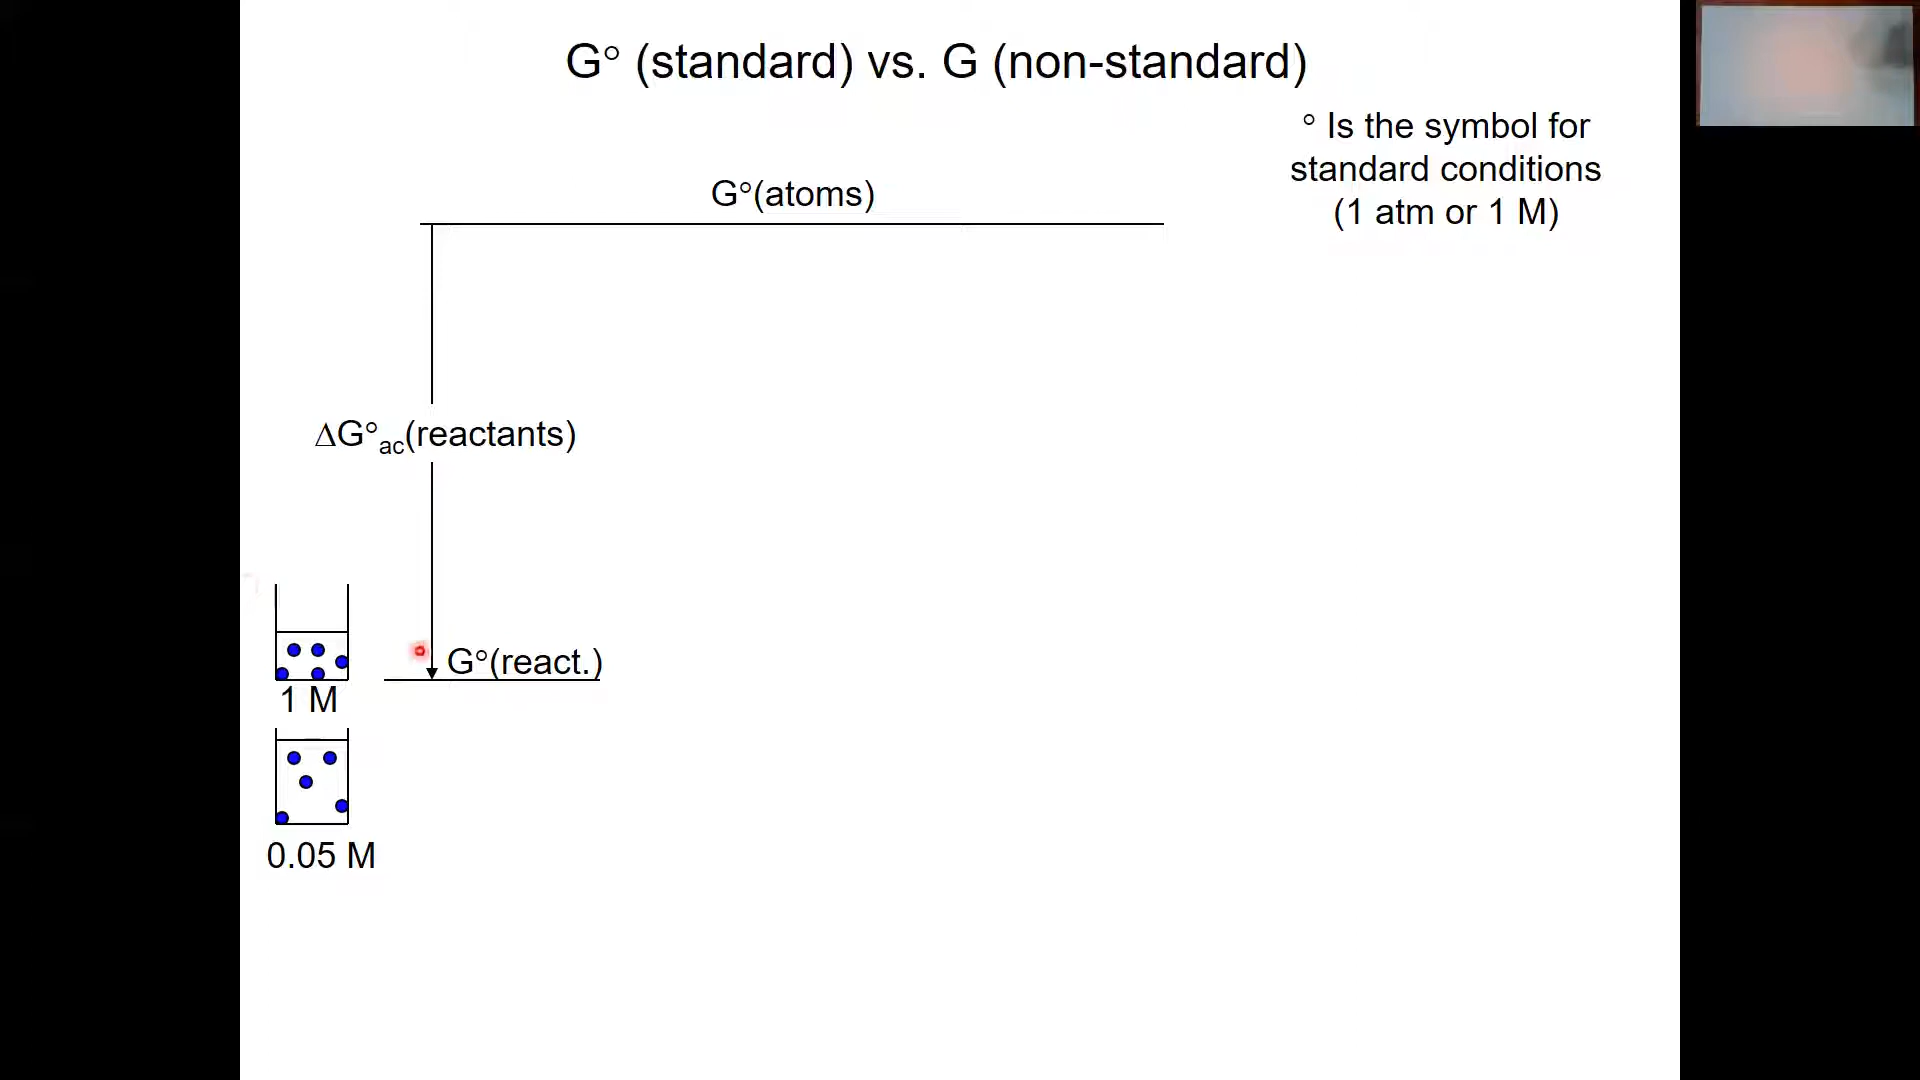 G° (standard) vs. G (non-standard)
° Is the symbol for
standard conditions
(1 atm or 1 M)
G°(atoms)
ΔG°ac(reactants)
G°(react.)
1 M
0.05 M